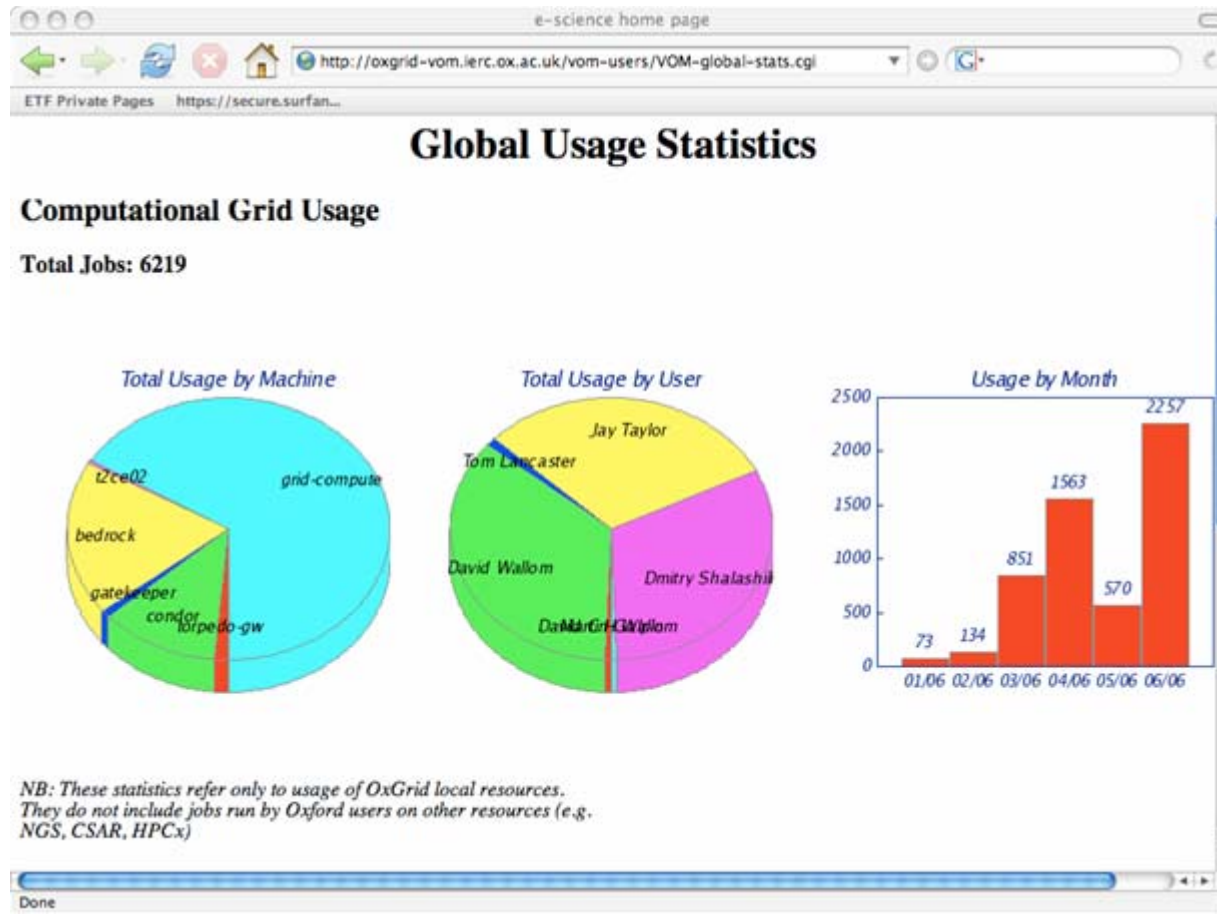 e-science home page
http://oxgrid-vom.ierc.ox.ac.uk/vom-users/VOM-global-stats.cgi
G
ETF Private Pages https://secure.surfan...
Global Usage Statistics
Computational Grid Usage
Total Jobs: 6219
Total Usage by Machine
grid-compute
t2ce02
bedrock
gatekeeper
condor
torpedo-gw
Total Usage by User
Jay Taylor
Tom Lancaster
David Wallom
Dmitry Shalashil
Usage by Month
2500
2000
1500
1000
500
0
73
134
851
1563
570
2257
01/06 02/06 03/06 04/06 05/06 06/06
NB: These statistics refer only to usage of OxGrid local resources.
They do not include jobs run by Oxford users on other resources (e.g.
NGS, CSAR, HPCx)
Done